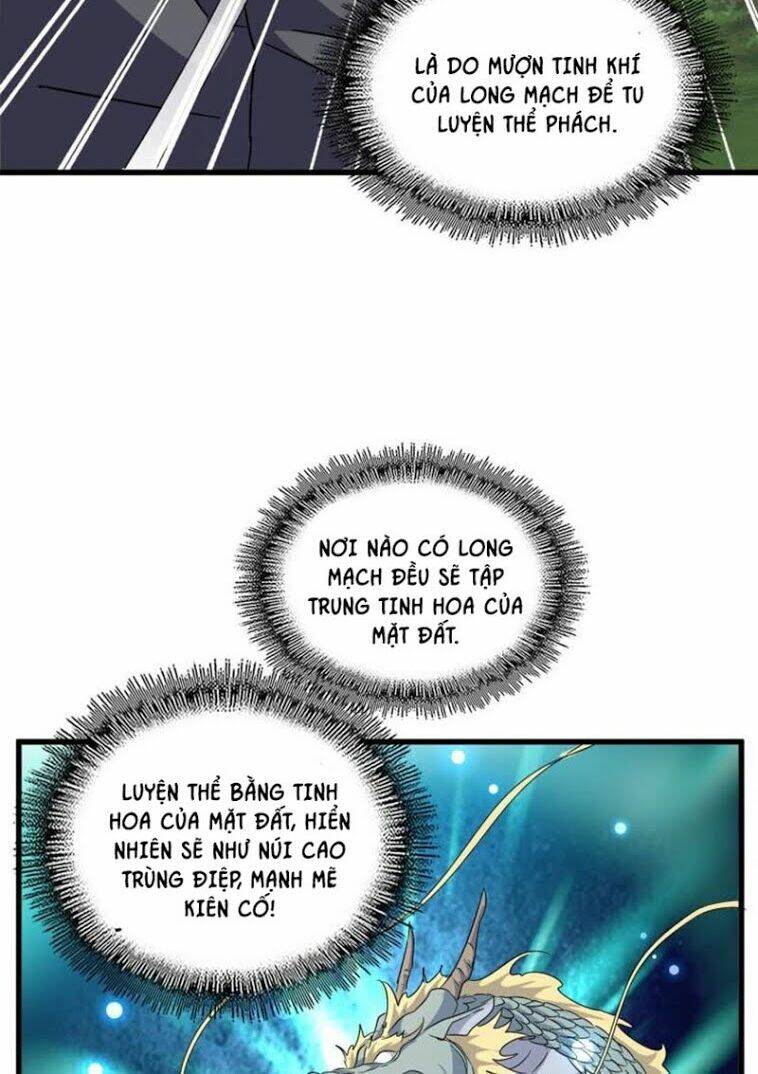 LÀ DO MƯỢN TINH KHÍ
CỦA LONG MẠCH ĐỂ TU
LUYỆN THỂ PHÁCH.
NƠI NÀO CÓ LONG
MẠCH ĐỀU SẼ TẬP
TRUNG TINH HOA CỦA
MẶT ĐẤT.
LUYỆN THỂ BẰNG TINH
HOA CỦA MẶT ĐẤT, HIỂN
NHIÊN SẼ NHƯ NÚI CAO
TRÙNG ĐIỆP, MẠNH MẼ
KIÊN CỐ!